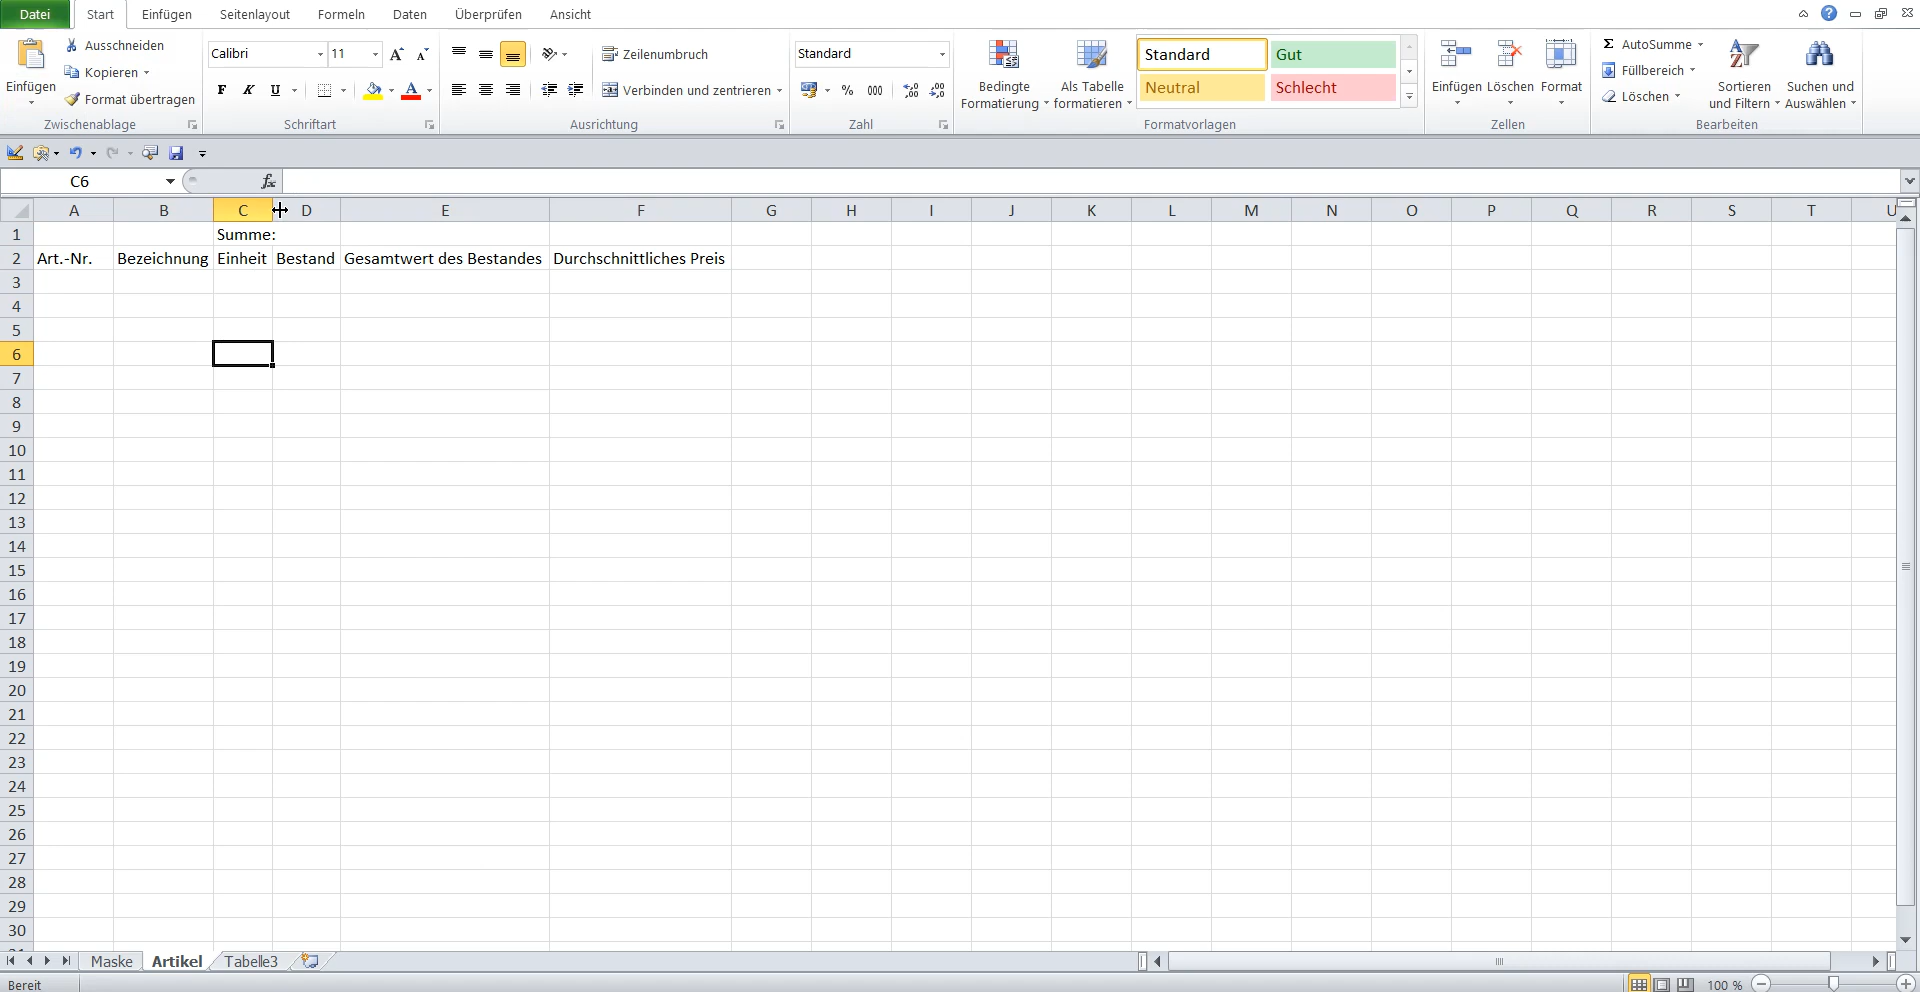 Datei Start Einfügen Seitenlayout Formeln Daten Überprüfen Ansicht
Einfügen
Ausschneiden
Kopieren
Format übertragen
Zwischenablage
Calibri 11
F K U
Schriftart
Zeilenumbruch
Verbinden und zentrieren
Ausrichtung
Standard
% 000
Zahl
Bedingte Formatierung
Als Tabelle formatieren
Standard Gut
Neutral Schlecht
Formatvorlagen
Einfügen Löschen Format
Zellen
Σ AutoSumme
Füllbereich
Löschen
Sortieren und Filtern
Suchen und Auswählen
Bearbeiten
C6 fx
A B C D E F G H I J K L M N O P Q R S T U
1 Summe:
2 Art.-Nr. Bezeichnung Einheit Bestand Gesamtwert des Bestandes Durchschnittliches Preis
3
4
5
6
7
8
9
10
11
12
13
14
15
16
17
18
19
20
21
22
23
24
25
26
27
28
29
30
Maske Artikel Tabelle3
Bereit 100 %